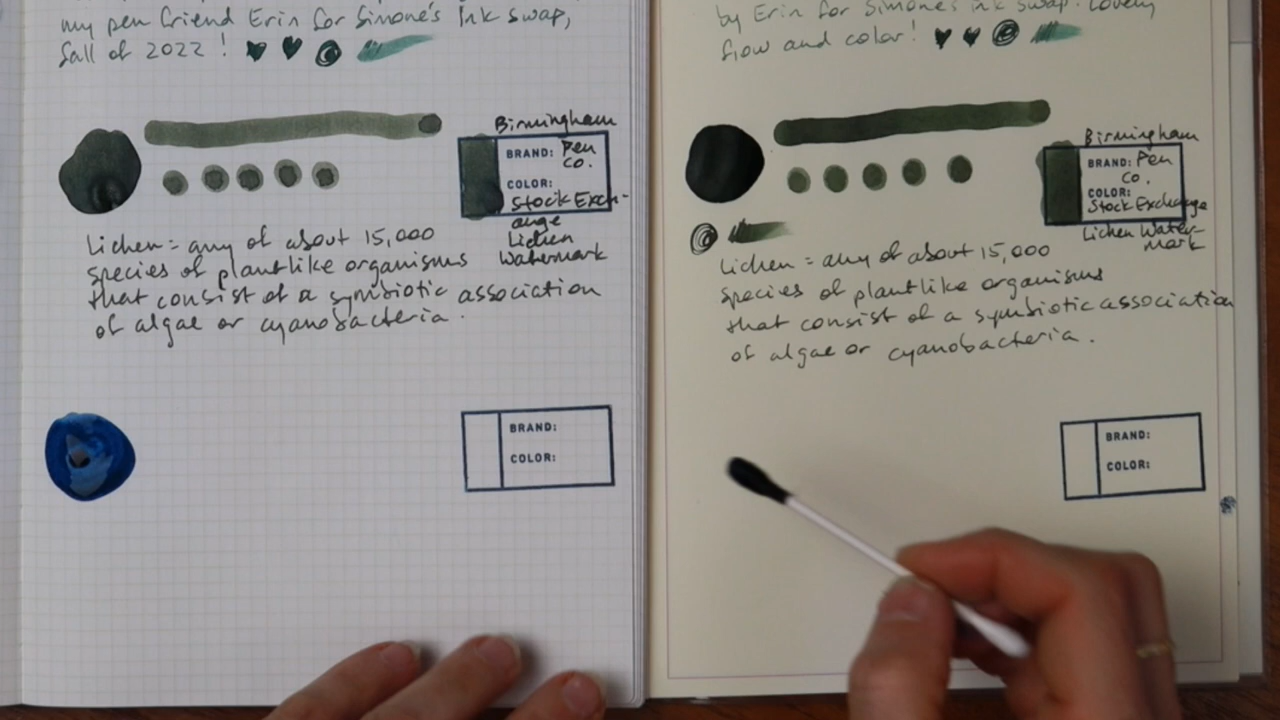 my pen friend Erin for Simone's ink swap,
fall of 2022!
Birmingham
BRAND: Pen
Co.
COLOR:
Stock Exch-
ange
Lichen
Watermark
Lichen = any of about 15,000
species of plantlike organisms
that consist of a symbiotic association
of algae or cyanobacteria.
BRAND:
COLOR:
by Erin for Simone's ink swap. Lovely
flow and color!
Birmingham
BRAND: Pen
Co.
COLOR:
Stock Exchange
Lichen Water-
mark
Lichen = any of about 15,000
species of plantlike organisms
that consist of a symbiotic association
of algae or cyanobacteria.
BRAND:
COLOR: